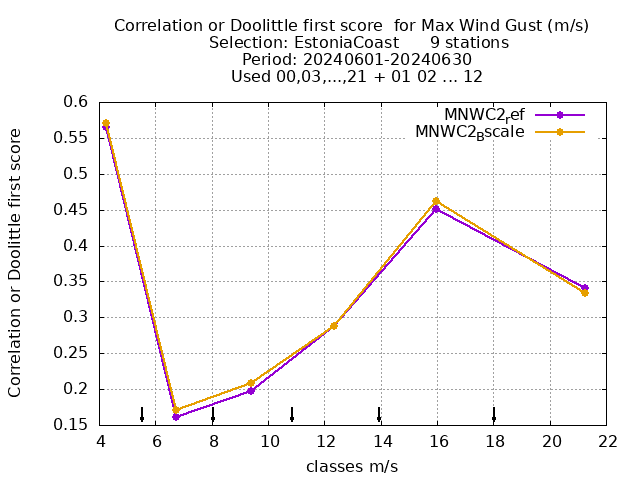 Correlation or Doolittle first score  for Max Wind Gust (m/s)
Selection: EstoniaCoast      9 stations
Period: 20240601-20240630
Used 00,03,...,21 + 01 02 ... 12
Correlation or Doolittle first score
0.6
0.55
0.5
0.45
0.4
0.35
0.3
0.25
0.2
0.15
MNWC2ref
MNWC2Bscale
4 6 8 10 12 14 16 18 20 22
classes m/s